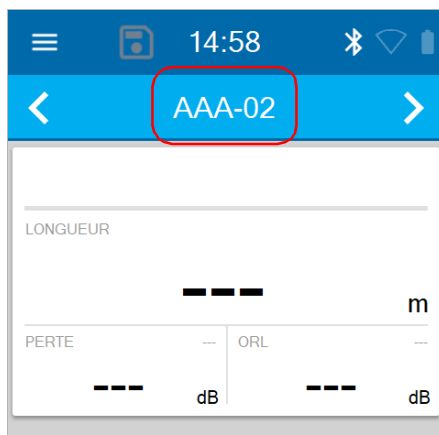 14:58
AAA-02
LONGUEUR
--- m
PERTE --- ORL ---
--- dB --- dB